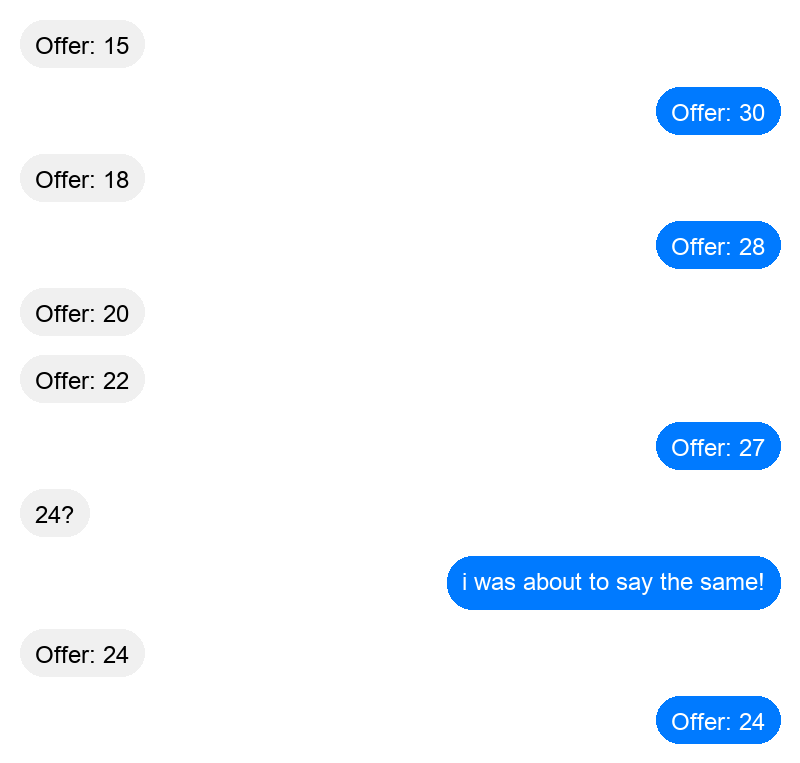 Offer: 15
Offer: 30
Offer: 18
Offer: 28
Offer: 20
Offer: 22
Offer: 27
24?
i was about to say the same!
Offer: 24
Offer: 24